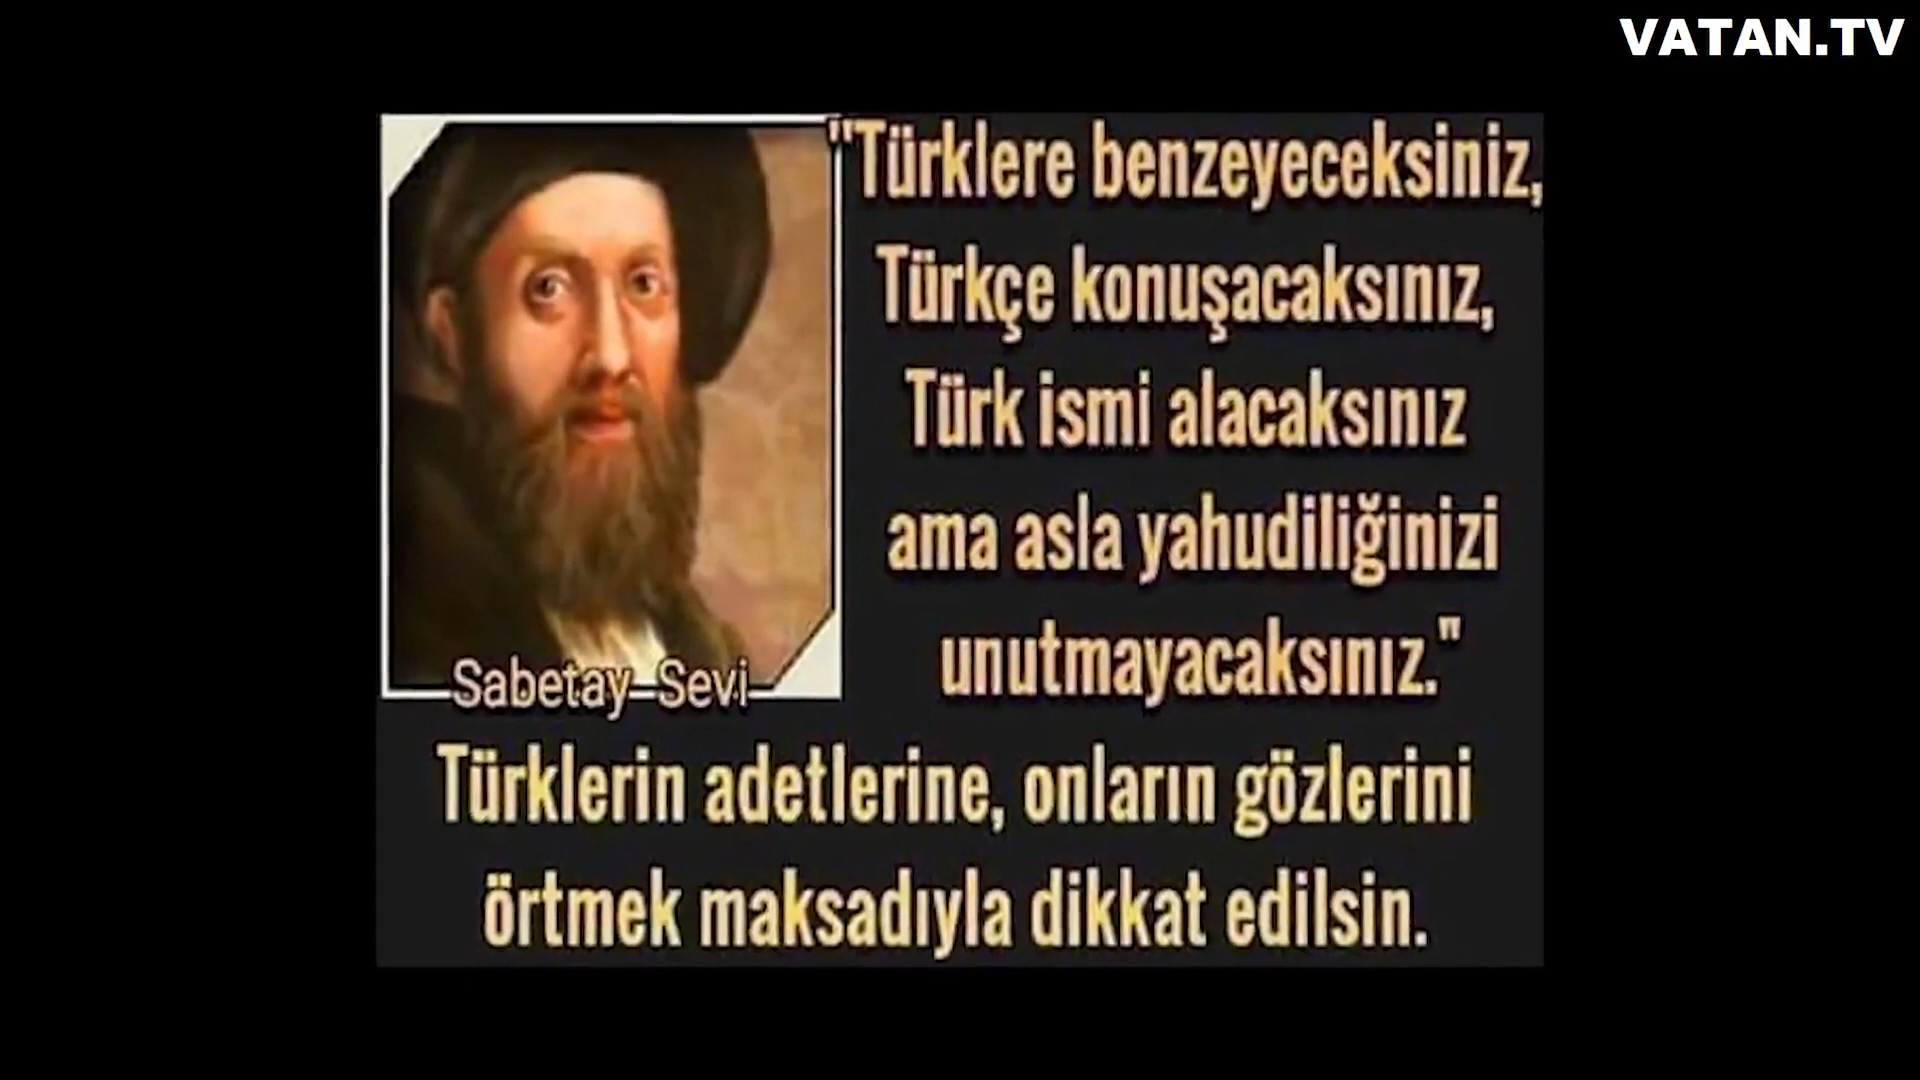 VATAN.TV
"Türklere benzeyeceksiniz,
Türkçe konuşacaksınız,
Türk ismi alacaksınız
ama asla yahudiliğinizi
unutmayacaksınız."
Sabetay Sevi
Türklerin adetlerine, onların gözlerini
örtmek maksadıyla dikkat edilsin.